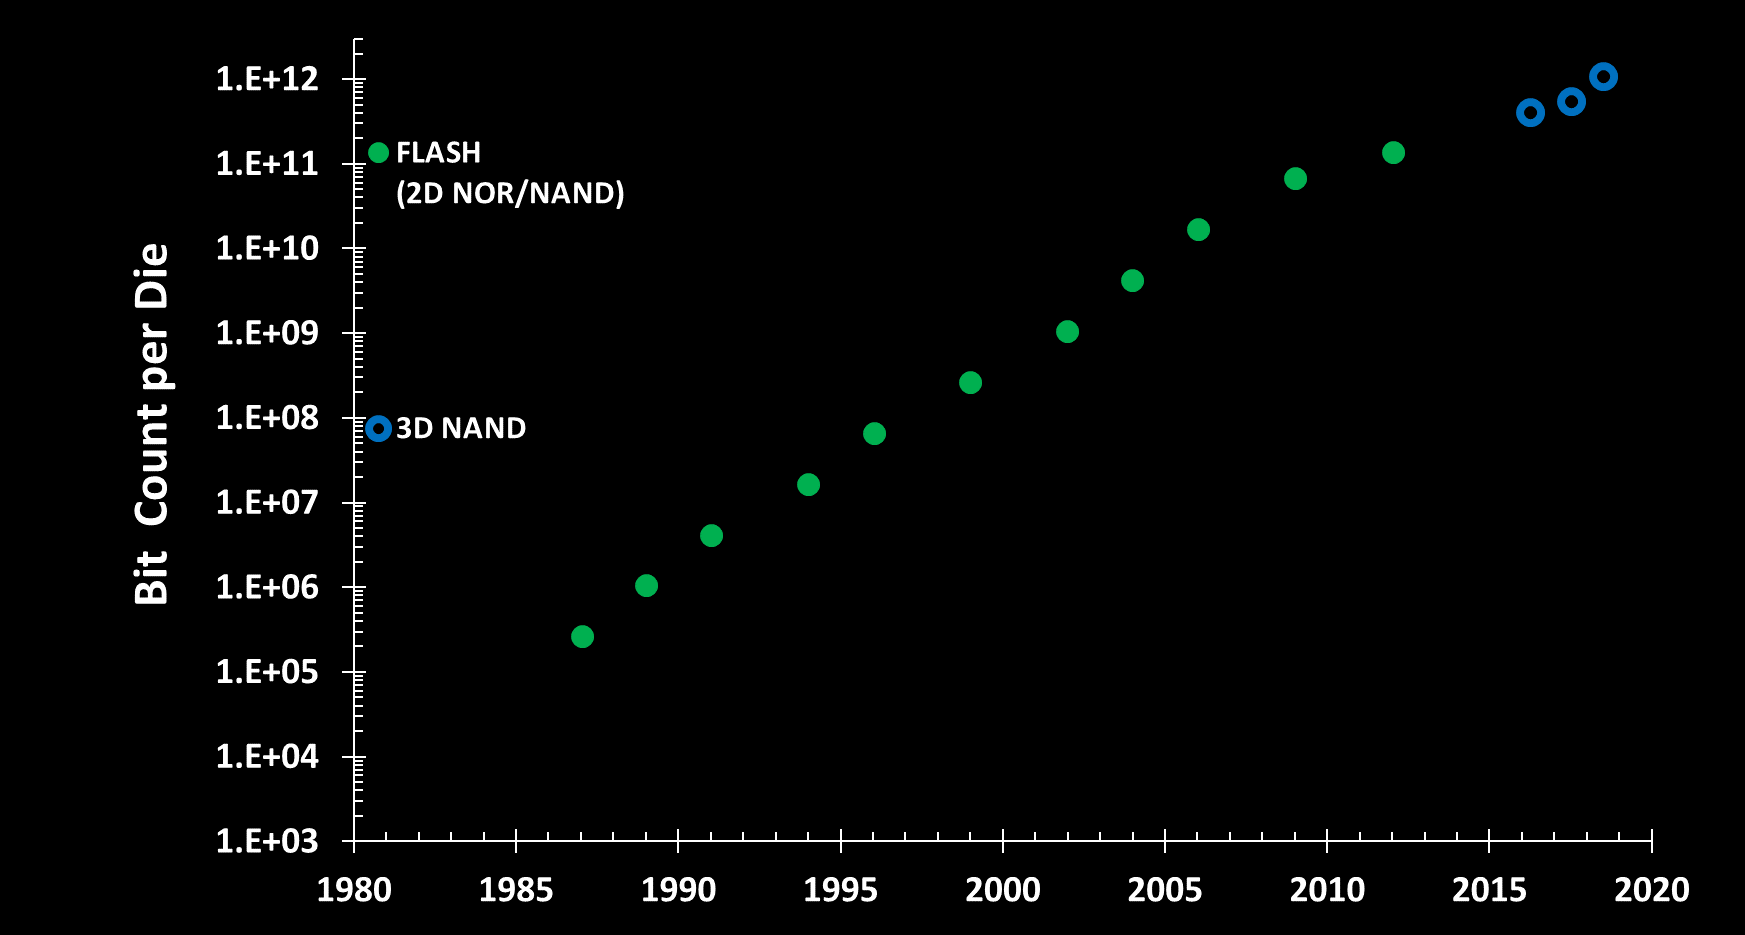 1.E+12
1.E+11
1.E+10
1.E+09
1.E+08
1.E+07
1.E+06
1.E+05
1.E+04
1.E+03
Bit Count per Die
FLASH
(2D NOR/NAND)
3D NAND
1980 1985 1990 1995 2000 2005 2010 2015 2020